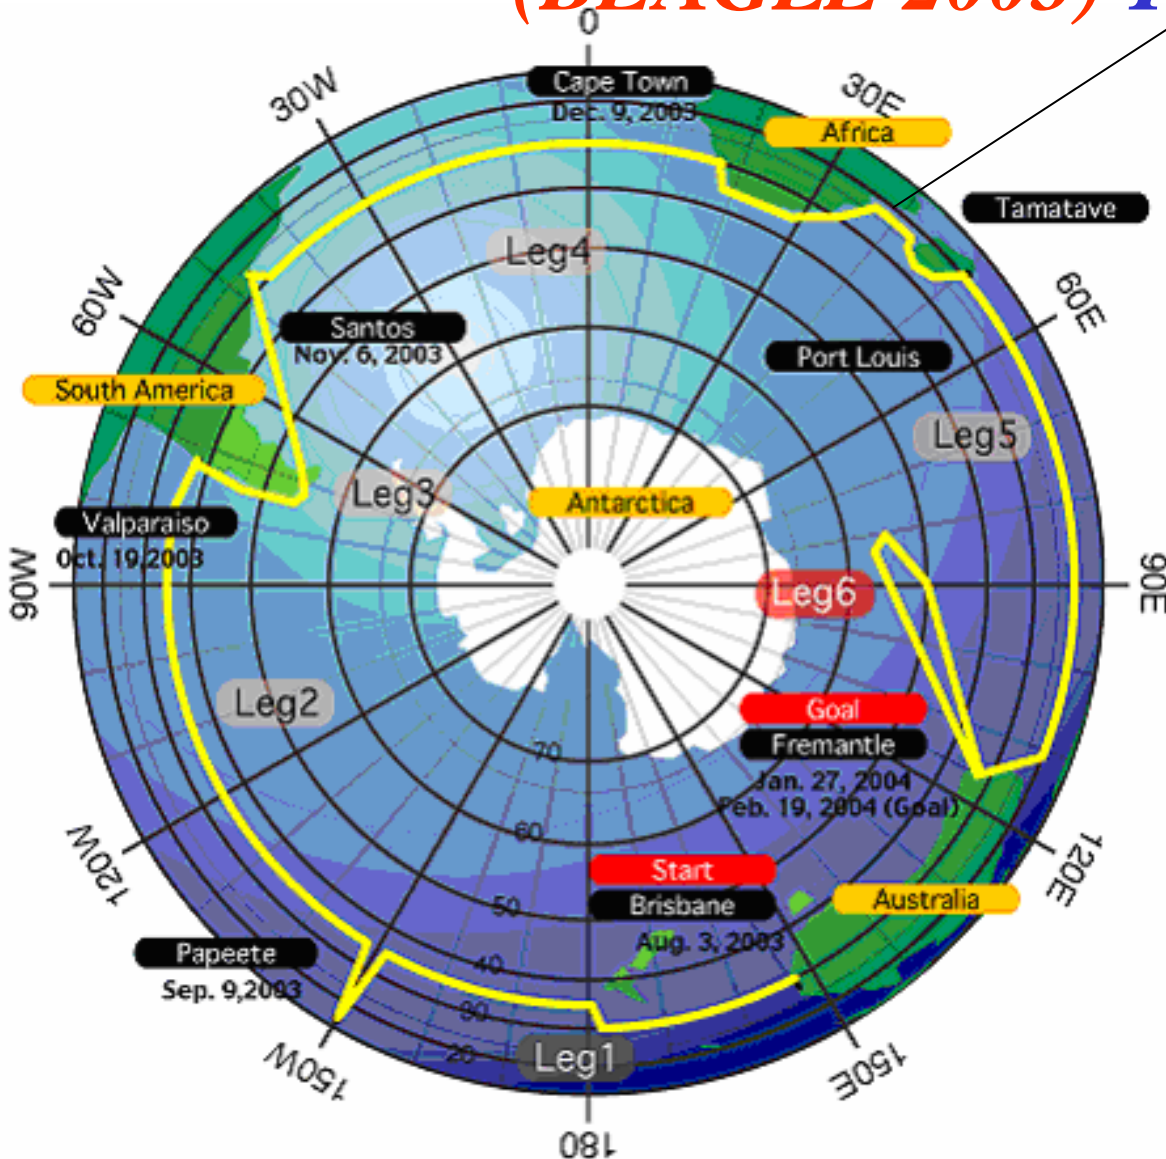 (BEAGLE 2003)
0
30W
Cape Town
Dec. 9, 2003
30E
Africa
Tamatave
Leg4
60W
60E
Santos
Nov. 6, 2003
Port Louis
South America
Leg5
Leg3
Antarctica
Valparaiso
Oct. 19,2003
90W
90E
Leg6
Leg2
Goal
Fremantle
Jan. 27, 2004
Feb. 19, 2004 (Goal)
70
60
120W
120E
Start
Brisbane
Aug. 3, 2003
Australia
50
Papeete
Sep. 9,2003
40
30
20
Leg1
150W
150E
180